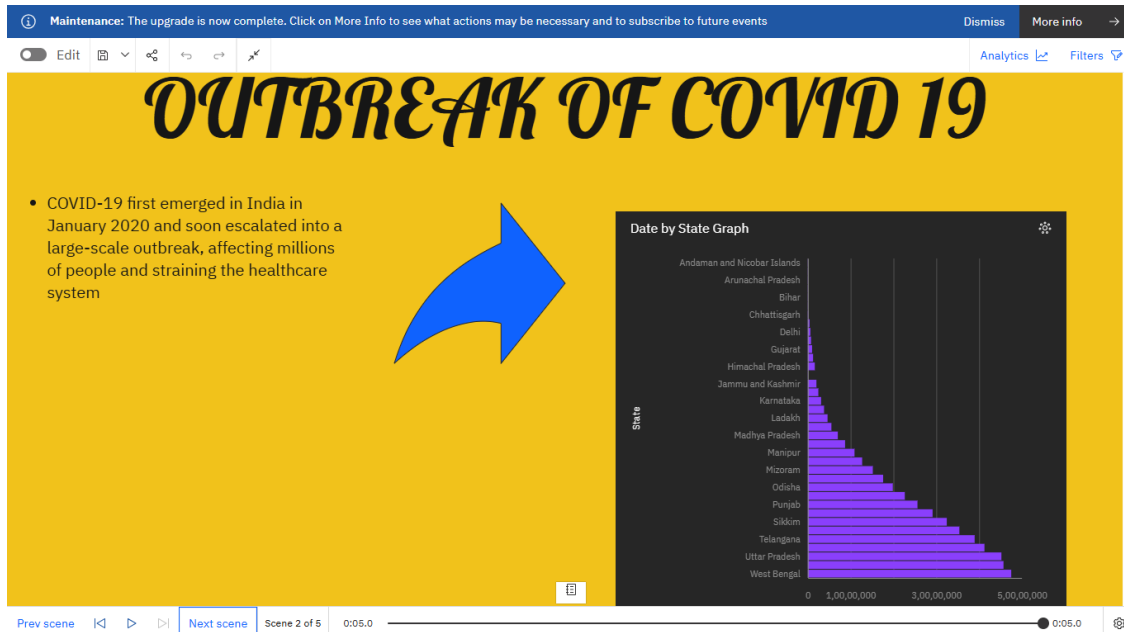 Maintenance: The upgrade is now complete. Click on More Info to see what actions may be necessary and to subscribe to future events
Dismiss
More info
Edit
Analytics
Filters
OUTBREAK OF COVID 19
• COVID-19 first emerged in India in
January 2020 and soon escalated into a
large-scale outbreak, affecting millions
of people and straining the healthcare
system
Date by State Graph
State
Andaman and Nicobar Islands
Arunachal Pradesh
Bihar
Chhattisgarh
Delhi
Gujarat
Himachal Pradesh
Jammu and Kashmir
Karnataka
Ladakh
Madhya Pradesh
Manipur
Mizoram
Odisha
Punjab
Sikkim
Telangana
Uttar Pradesh
West Bengal
0 1,00,00,000 3,00,00,000 5,00,00,000
Prev scene
Next scene
Scene 2 of 5
0:05.0
0:05.0